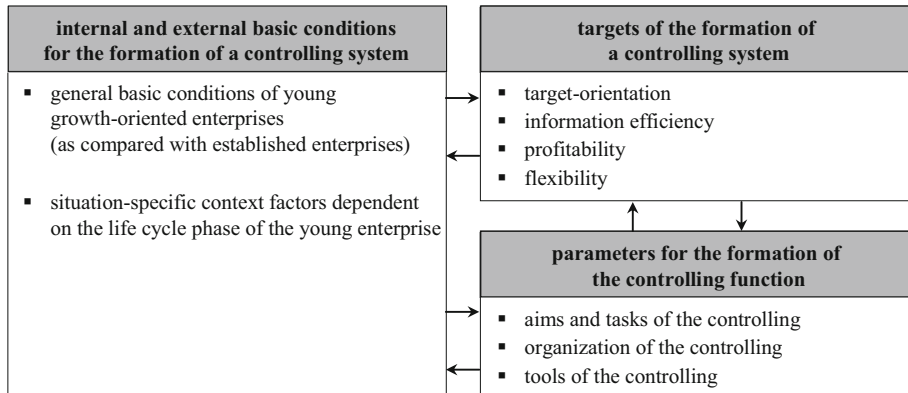 internal and external basic conditions
for the formation of a controlling system
▪ general basic conditions of young
growth-oriented enterprises
(as compared with established enterprises)
▪ situation-specific context factors dependent
on the life cycle phase of the young enterprise
targets of the formation of
a controlling system
▪ target-orientation
▪ information efficiency
▪ profitability
▪ flexibility
parameters for the formation of
the controlling function
▪ aims and tasks of the controlling
▪ organization of the controlling
▪ tools of the controlling